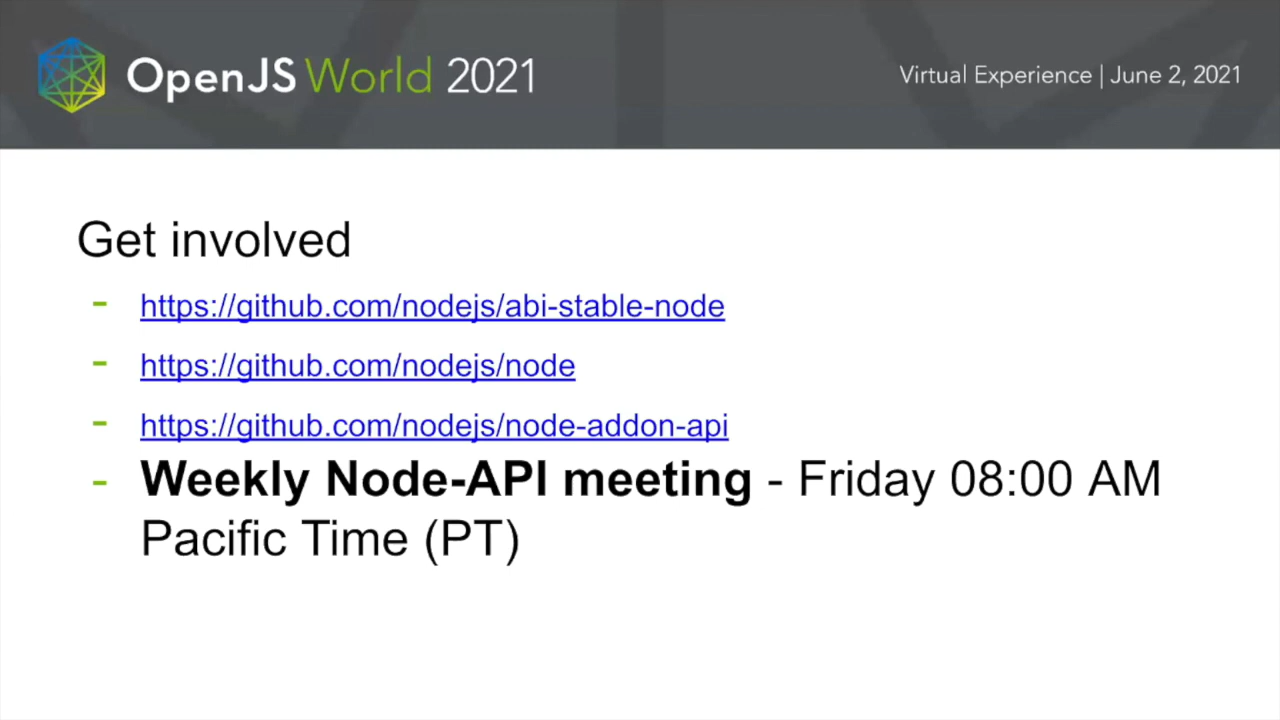 OpenJS World 2021
Virtual Experience | June 2, 2021
Get involved
- https://github.com/nodejs/abi-stable-node
- https://github.com/nodejs/node
- https://github.com/nodejs/node-addon-api
- Weekly Node-API meeting - Friday 08:00 AM
Pacific Time (PT)